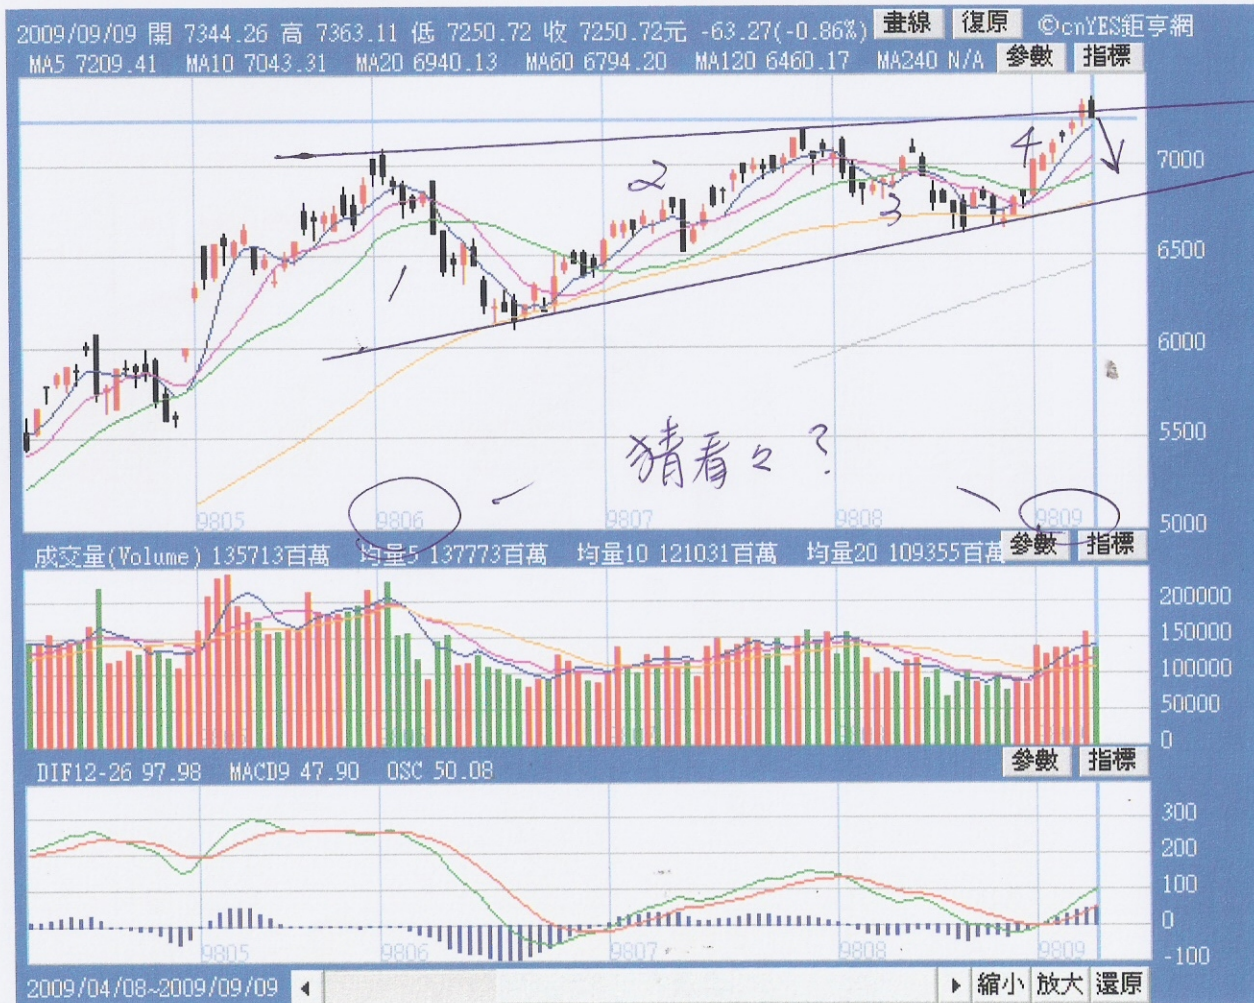 2009/09/09 開 7344.26 高 7363.11 低 7250.72 收 7250.72元 -63.27(-0.86%) 畫線 復原 ©cnYES鉅亨網
MA5 7209.41 MA10 7043.31 MA20 6940.13 MA60 6794.20 MA120 6460.17 MA240 N/A 參數 指標
7000
6500
6000
5500
5000
1
2
3
4
猜看々?
9805 9806 9807 9808 9809
成交量(Volume) 135713百萬 均量5 137773百萬 均量10 121031百萬 均量20 109355百萬 參數 指標
200000
150000
100000
50000
0
DIF12-26 97.98 MACD9 47.90 OSC 50.08 參數 指標
300
200
100
0
-100
9805 9806 9807 9808 9809
2009/04/08~2009/09/09 縮小 放大 還原